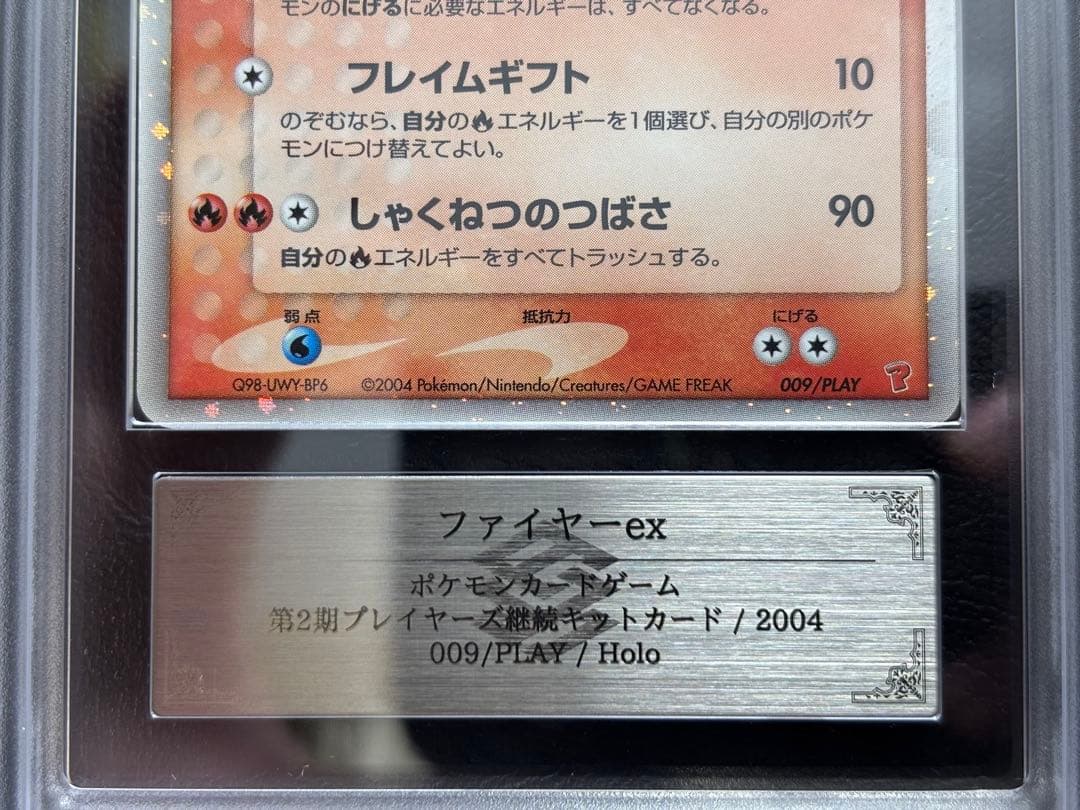 モンのにげるに必要なエネルギーは、すべてなくなる。
フレイムギフト 10
のぞむなら、自分のエネルギーを1個選び、自分の別のポケ
モンにつけ替えてよい。
しゃくねつのつばさ 90
自分のエネルギーをすべてトラッシュする。
弱点 抵抗力 にげる
Q98-UWY-BP6 ©2004 Pokémon/Nintendo/Creatures/GAME FREAK 009/PLAY
ファイヤーex
ポケモンカードゲーム
第2期プレイヤーズ継続キットカード / 2004
009/PLAY / Holo